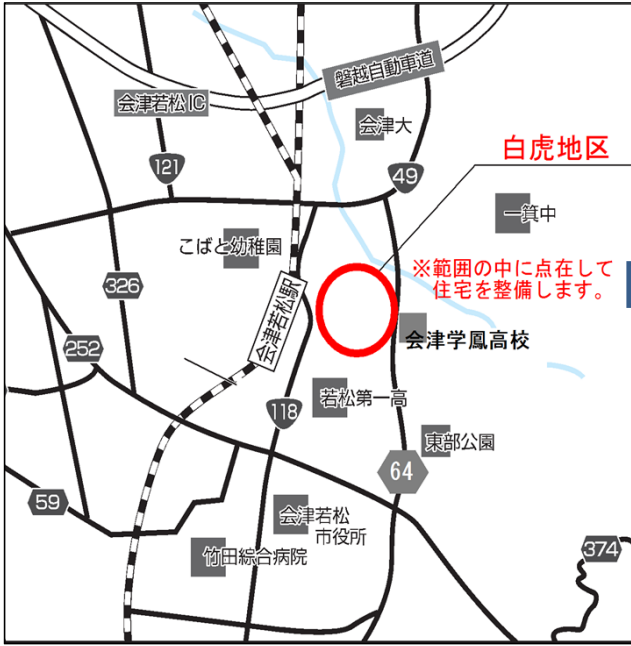 磐越自動車道
会津若松IC
会津大
白虎地区
121
49
一箕中
こばと幼稚園
※範囲の中に点在して
住宅を整備します。
326
会津若松駅
会津学鳳高校
252
若松第一高
118
東部公園
64
59
会津若松
市役所
竹田綜合病院
374